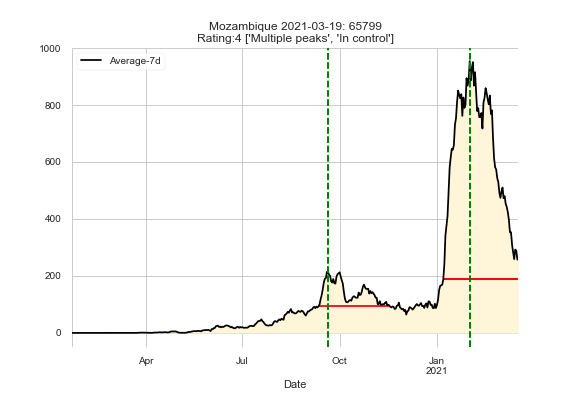 Mozambique 2021-03-19: 65799
Rating:4 ['Multiple peaks', 'In control']
Average-7d
1000
800
600
400
200
0
Apr
Jul
Oct
Jan
2021
Date